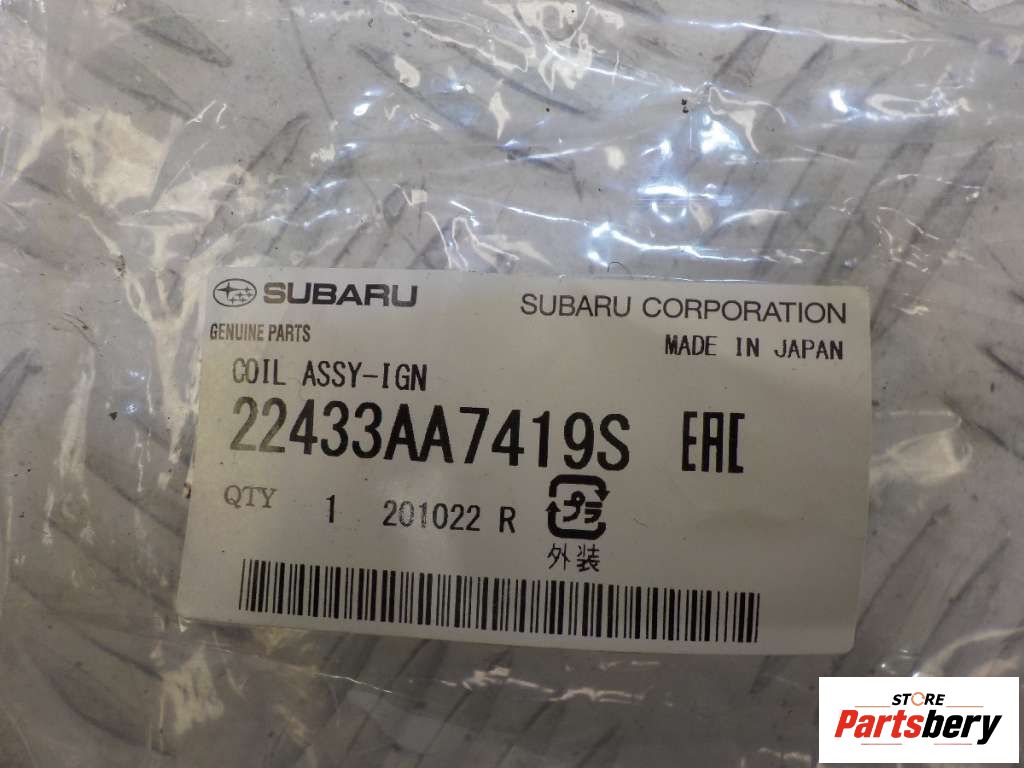 SUBARU SUBARU CORPORATION
GENUINE PARTS MADE IN JAPAN
COIL ASSY-IGN
22433AA7419S EAC
QTY 1 201022 R プラ
外装
STORE
Partsbery